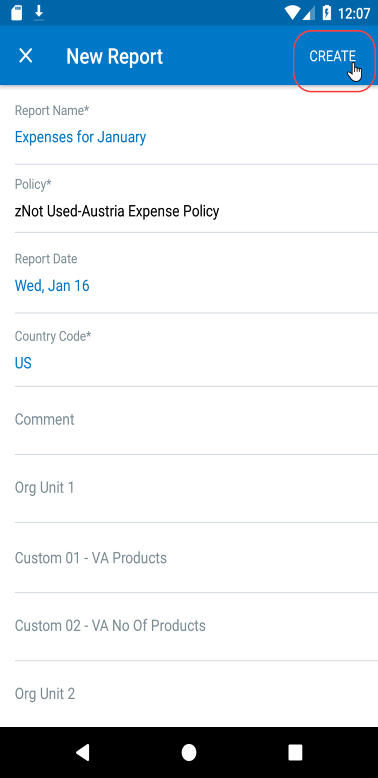 12:07
New Report
CREATE
Report Name*
Expenses for January
Policy*
zNot Used-Austria Expense Policy
Report Date
Wed, Jan 16
Country Code*
US
Comment
Org Unit 1
Custom 01 - VA Products
Custom 02 - VA No Of Products
Org Unit 2